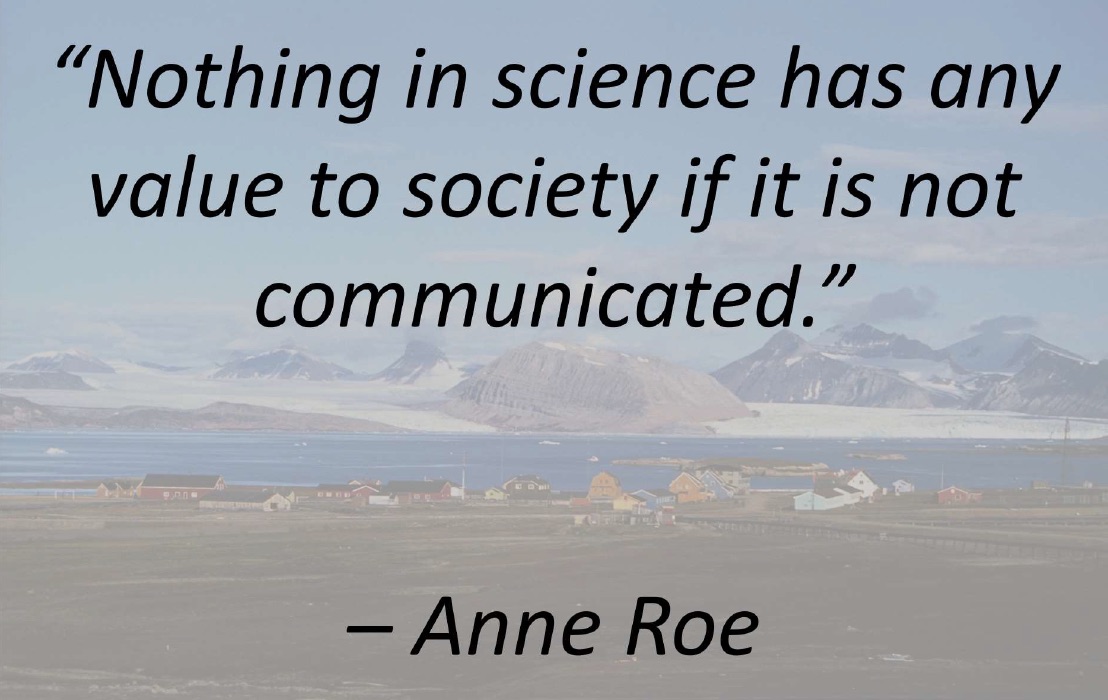 “Nothing in science has any
value to society if it is not
communicated.”
– Anne Roe